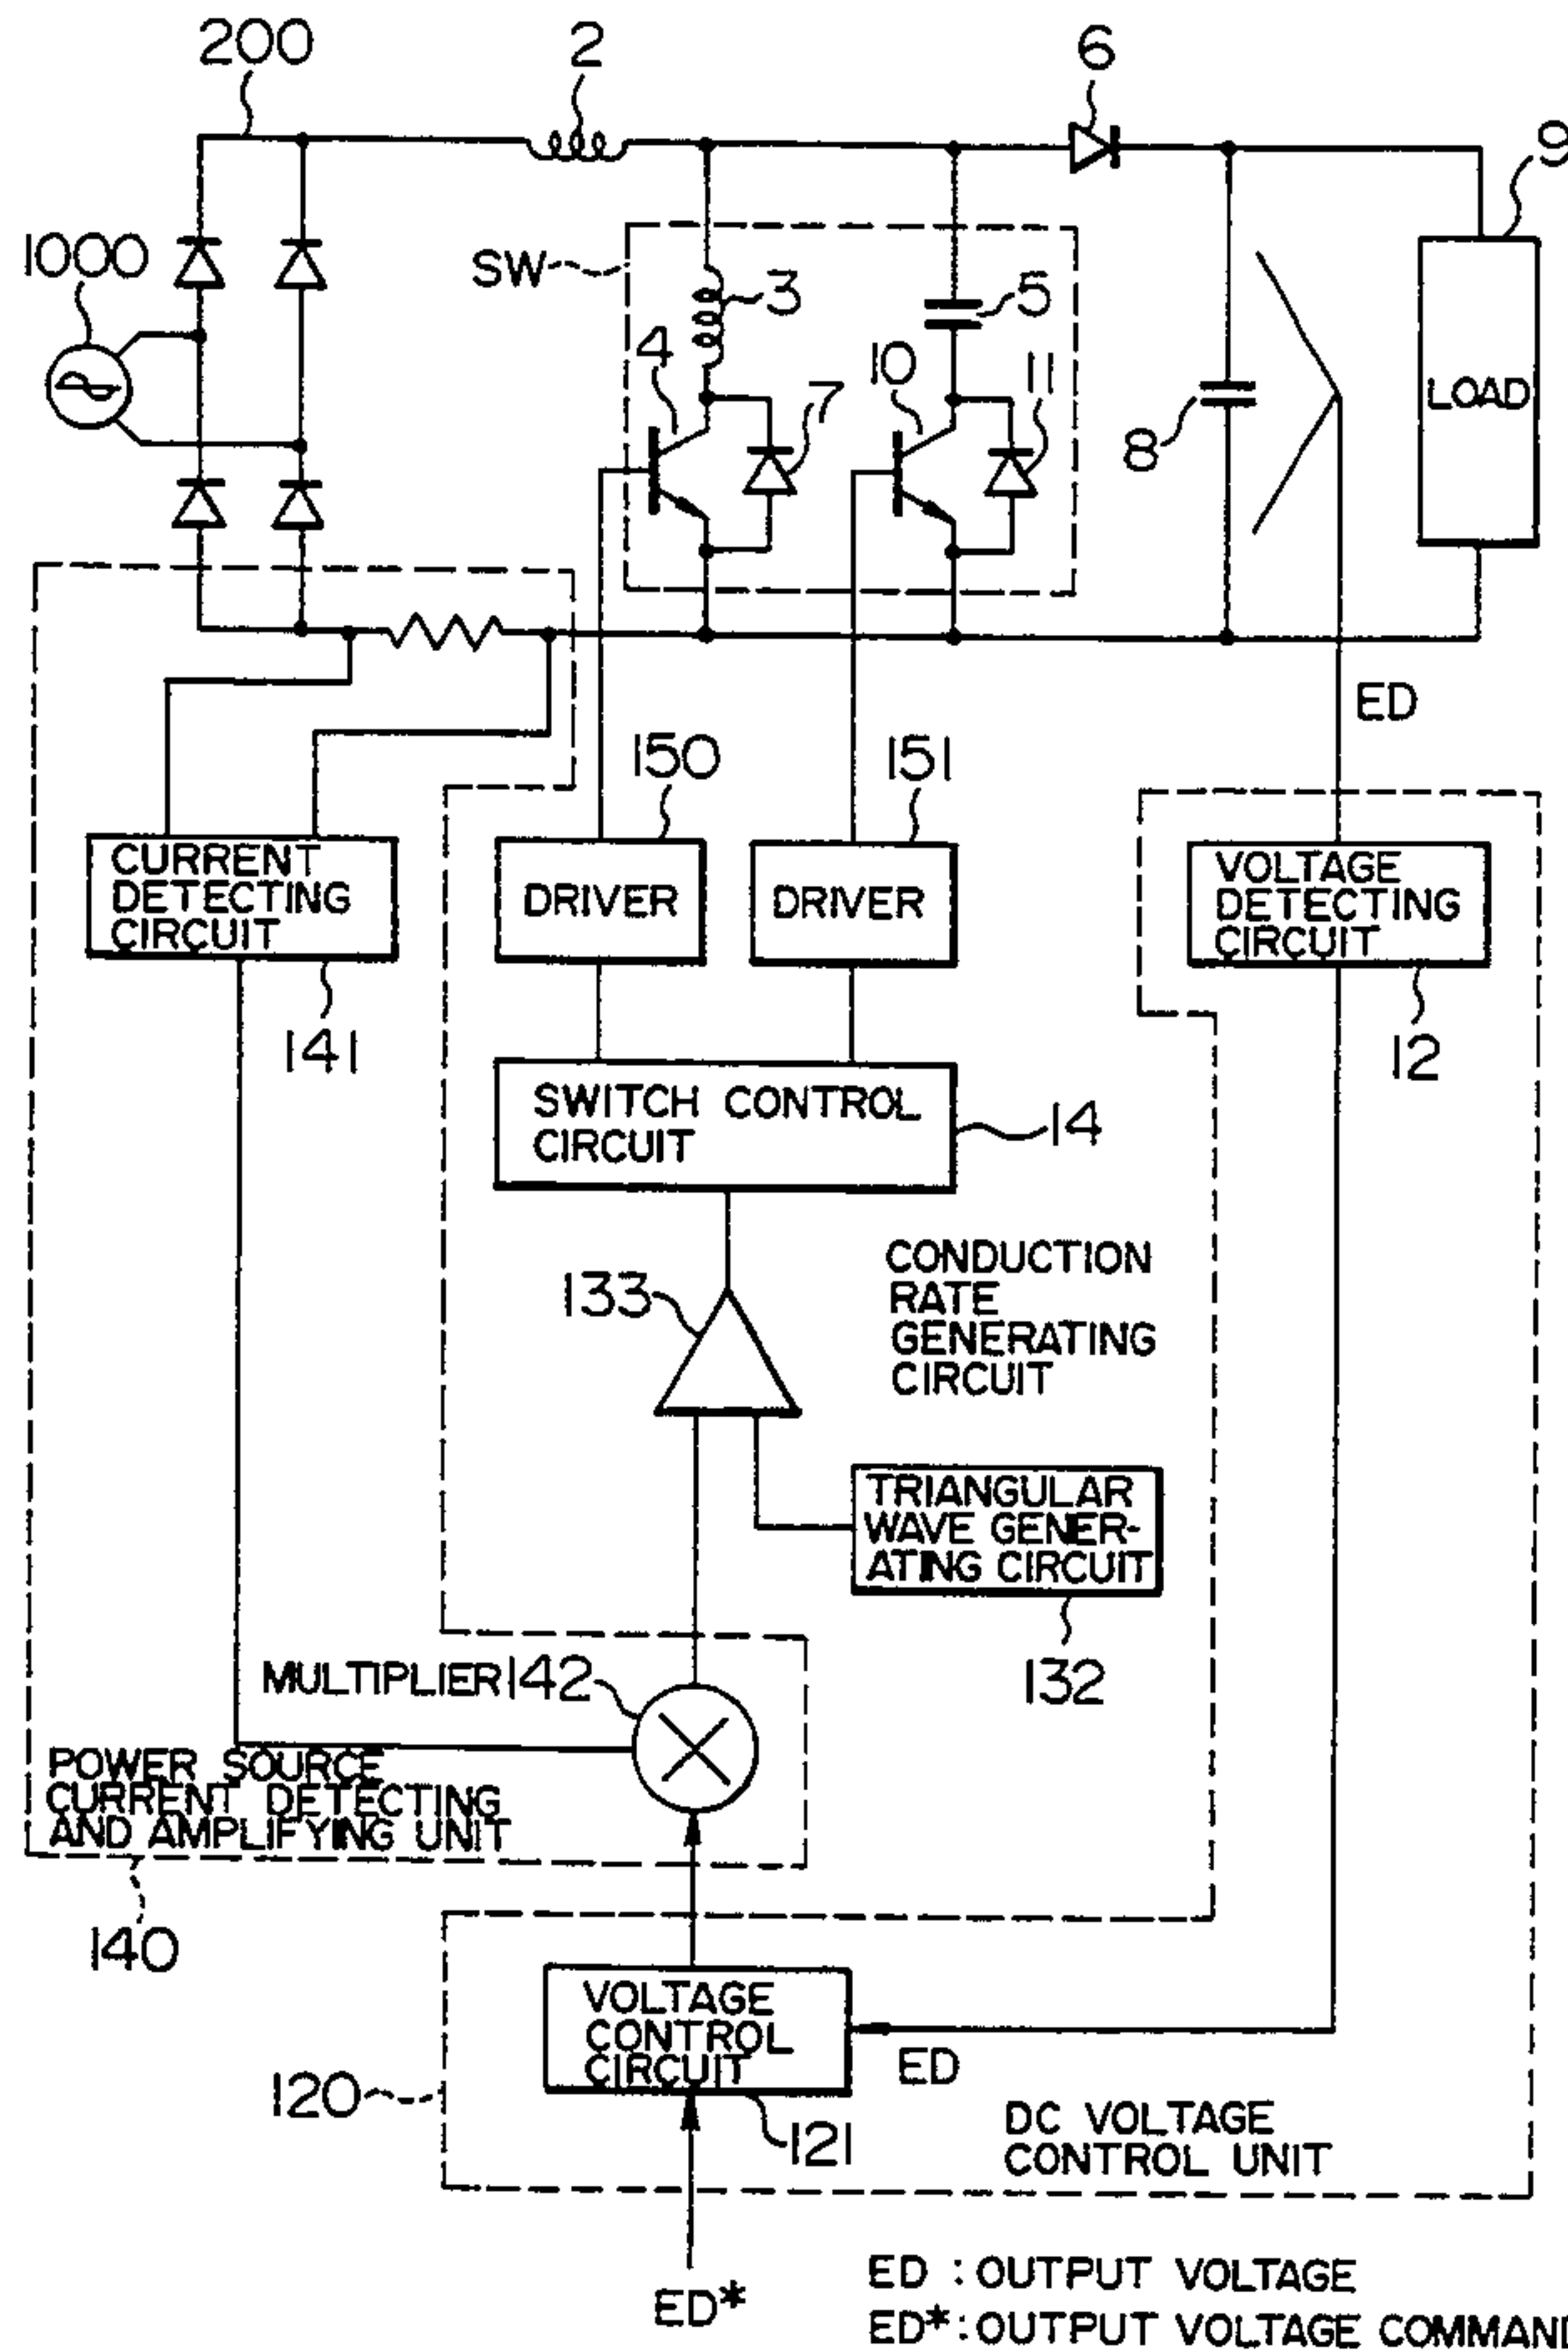 200
2
6
9
1000
SW
3
5
4
10
7
11
8
LOAD
ED
150
151
CURRENT
DETECTING
CIRCUIT
DRIVER
DRIVER
VOLTAGE
DETECTING
CIRCUIT
141
12
SWITCH CONTROL
CIRCUIT
14
CONDUCTION
RATE
GENERATING
CIRCUIT
133
TRIANGULAR
WAVE GENER-
ATING CIRCUIT
132
MULTIPLIER 142
POWER SOURCE
CURRENT DETECTING
AND AMPLIFYING UNIT
140
VOLTAGE
CONTROL
CIRCUIT
ED
120
121
DC VOLTAGE
CONTROL UNIT
ED*
ED : OUTPUT VOLTAGE
ED* : OUTPUT VOLTAGE COMMAND